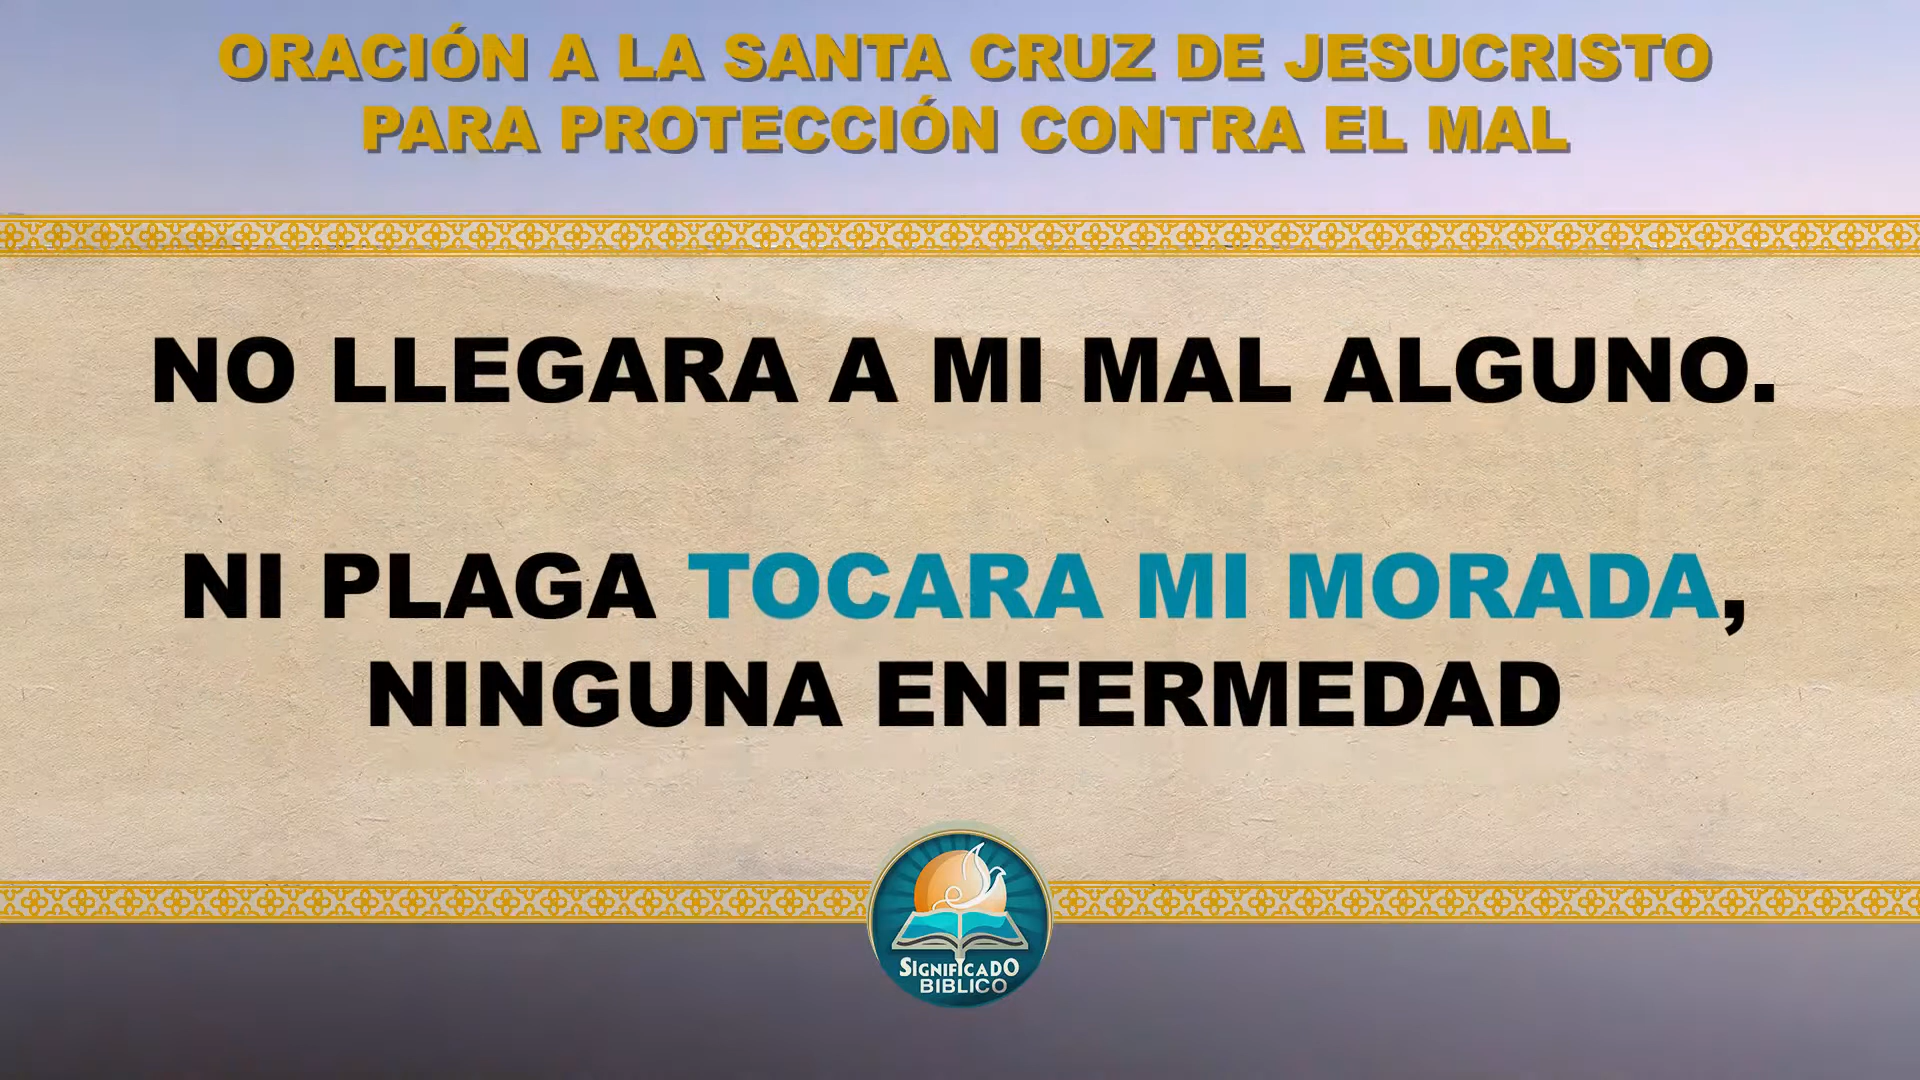 ORACIÓN A LA SANTA CRUZ DE JESUCRISTO
PARA PROTECCIÓN CONTRA EL MAL
NO LLEGARA A MI MAL ALGUNO.
NI PLAGA TOCARA MI MORADA,
NINGUNA ENFERMEDAD
SIGNIFICADO
BIBLICO